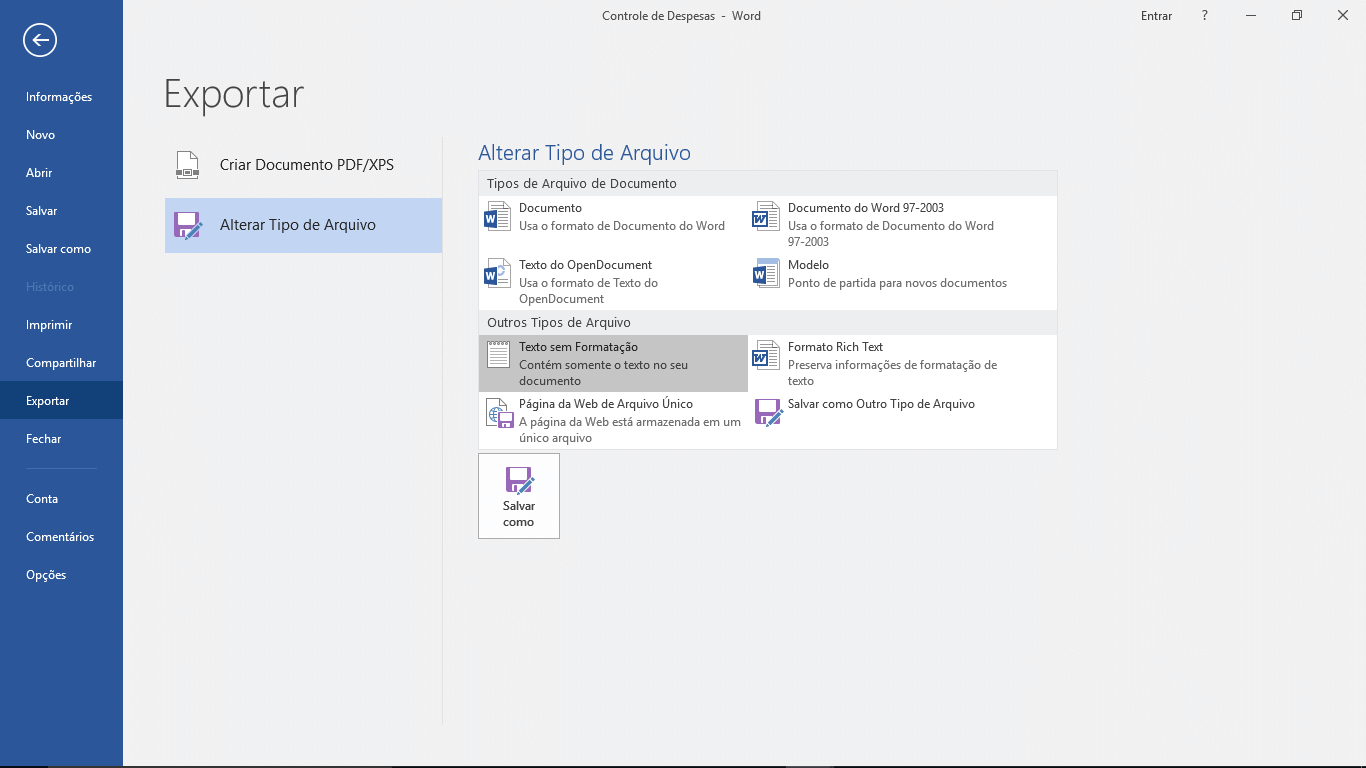 Controle de Despesas - Word
Entrar
?
Informações
Novo
Abrir
Salvar
Salvar como
Histórico
Imprimir
Compartilhar
Exportar
Fechar
Conta
Comentários
Opções
Exportar
Criar Documento PDF/XPS
Alterar Tipo de Arquivo
Alterar Tipo de Arquivo
Tipos de Arquivo de Documento
Documento
Usa o formato de Documento do Word
Documento do Word 97-2003
Usa o formato de Documento do Word
97-2003
Texto do OpenDocument
Usa o formato de Texto do
OpenDocument
Modelo
Ponto de partida para novos documentos
Outros Tipos de Arquivo
Texto sem Formatação
Contém somente o texto no seu
documento
Formato Rich Text
Preserva informações de formatação de
texto
Página da Web de Arquivo Único
A página da Web está armazenada em um
único arquivo
Salvar como Outro Tipo de Arquivo
Salvar
como